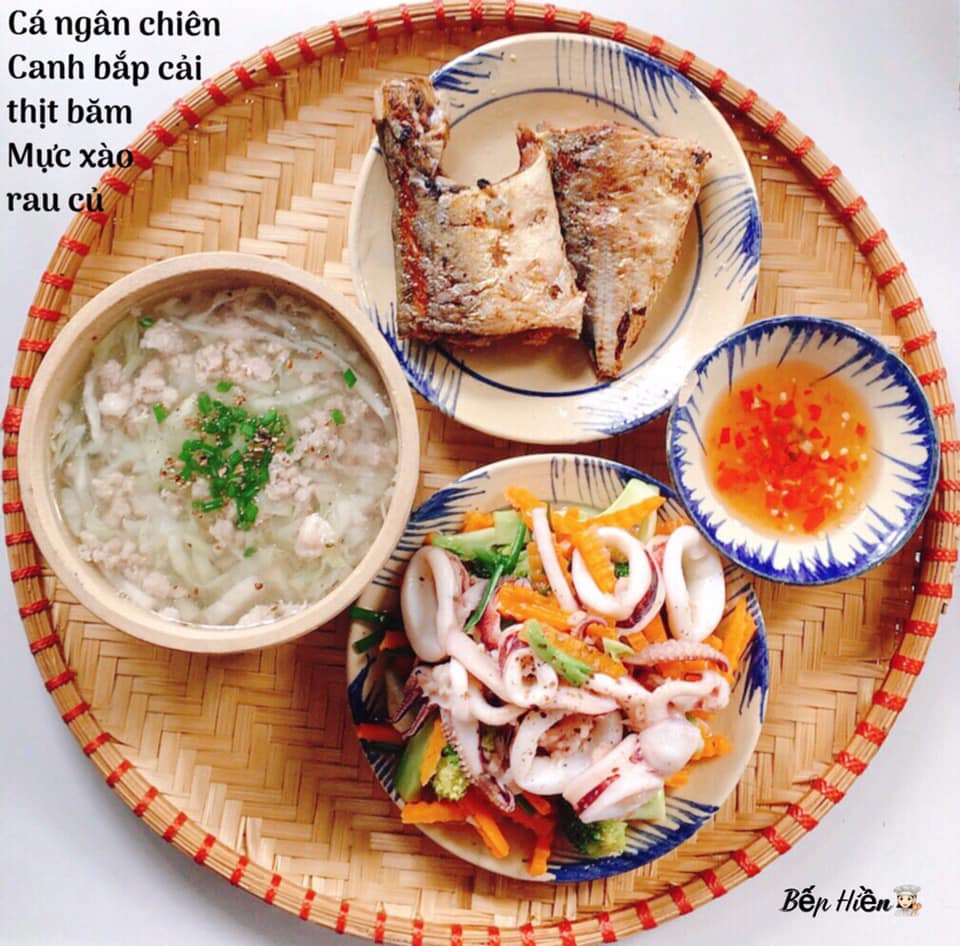 Cá ngân chiên
Canh bắp cải
thịt băm
Mực xào
rau củ
Bếp Hiền